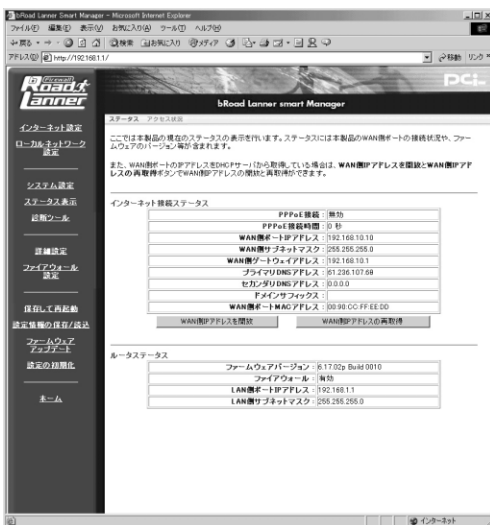 bRoad Lanner Smart Manager - Microsoft Internet Explorer
ファイル(F) 編集(E) 表示(V) お気に入り(A) ツール(T) ヘルプ(H)
戻る 検索 お気に入り メディア
アドレス(D) http://192.168.1.1/ 移動 リンク
Firewall
Road
Lanner
PCi
bRoad Lanner smart Manager
インターネット設定
ローカルネットワーク
設定
システム設定
ステータス表示
診断ツール
詳細設定
ファイアウォール
設定
保存して再起動
設定情報の保存/読込
ファームウェア
アップデート
設定の初期化
ホーム
ステータス アクセス状況
ここでは本製品の現在のステータスの表示を行います。ステータスには本製品のWAN側ポートの接続状況や、ファー
ムウェアのバージョン等が含まれます。
また、WAN側ポートのIPアドレスをDHCPサーバから取得している場合は、WAN側IPアドレスを開放とWAN側IPアド
レスの再取得ボタンでWAN側IPアドレスの開放と再取得ができます。
インターネット接続ステータス
PPPoE接続 : 無効
PPPoE接続時間 : 0 秒
WAN側ポートIPアドレス : 192.168.10.10
WAN側サブネットマスク : 255.255.255.0
WAN側ゲートウェイアドレス : 192.168.10.1
プライマリDNSアドレス : 61.236.107.68
セカンダリDNSアドレス : 0.0.0.0
ドメインサフィックス :
WAN側ポートMACアドレス : 00:90:CC:FF:EE:DD
WAN側IPアドレスを開放 WAN側IPアドレスの再取得
ルータステータス
ファームウェアバージョン : 6.17.02p Build 0010
ファイアウォール : 有効
LAN側ポートIPアドレス : 192.168.1.1
LAN側サブネットマスク : 255.255.255.0
インターネット